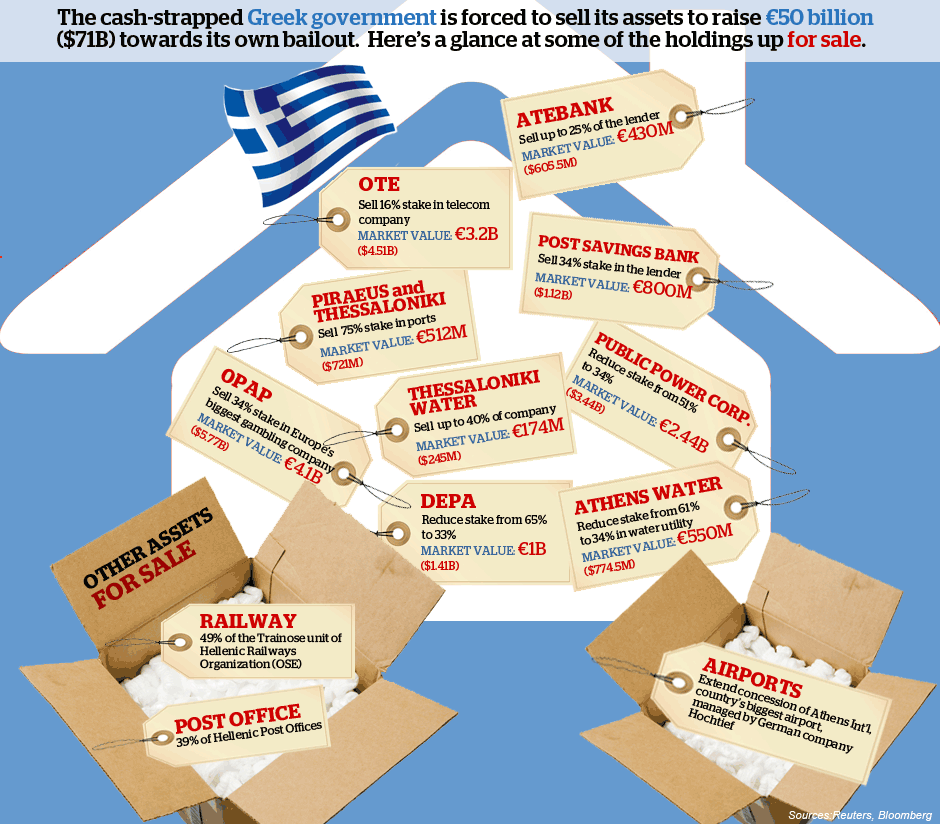 The cash-strapped Greek government is forced to sell its assets to raise €50 billion
($71B) towards its own bailout. Here's a glance at some of the holdings up for sale.
ATEBANK
Sell up to 25% of the lender
MARKET VALUE: €430M
($605.5M)
OTE
Sell 16% stake in telecom
company
MARKET VALUE: €3.2B
($4.51B)
POST SAVINGS BANK
Sell 34% stake in the lender
MARKET VALUE: €800M
($1.12B)
PIRAEUS and
THESSALONIKI
Sell 75% stake in ports
MARKET VALUE: €512M
($721M)
PUBLIC POWER CORP.
Reduce stake from 51%
to 34%
MARKET VALUE: €2.44B
($3.44B)
OPAP
Sell 34% stake in Europe's
biggest gambling company
MARKET VALUE: €4.1B
($5.77B)
THESSALONIKI
WATER
Sell up to 40% of company
MARKET VALUE: €174M
($245M)
DEPA
Reduce stake from 65%
to 33%
MARKET VALUE: €1B
($1.41B)
ATHENS WATER
Reduce stake from 61%
to 34% in water utility
MARKET VALUE: €550M
($774.5M)
OTHER ASSETS
FOR SALE
RAILWAY
49% of the Trainose unit of
Hellenic Railways
Organization (OSE)
POST OFFICE
39% of Hellenic Post Offices
AIRPORTS
Extend concession of Athens Int'l,
country's biggest airport,
managed by German company
Hochtief
Sources:Reuters, Bloomberg